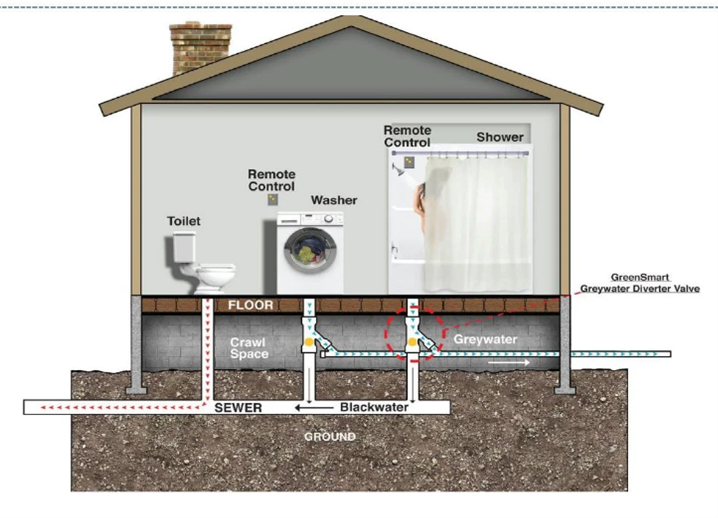 Remote
Control
Shower
Remote
Control
Washer
Toilet
GreenSmart
Greywater Diverter Valve
FLOOR
Crawl
Space
Greywater
SEWER
Blackwater
GROUND